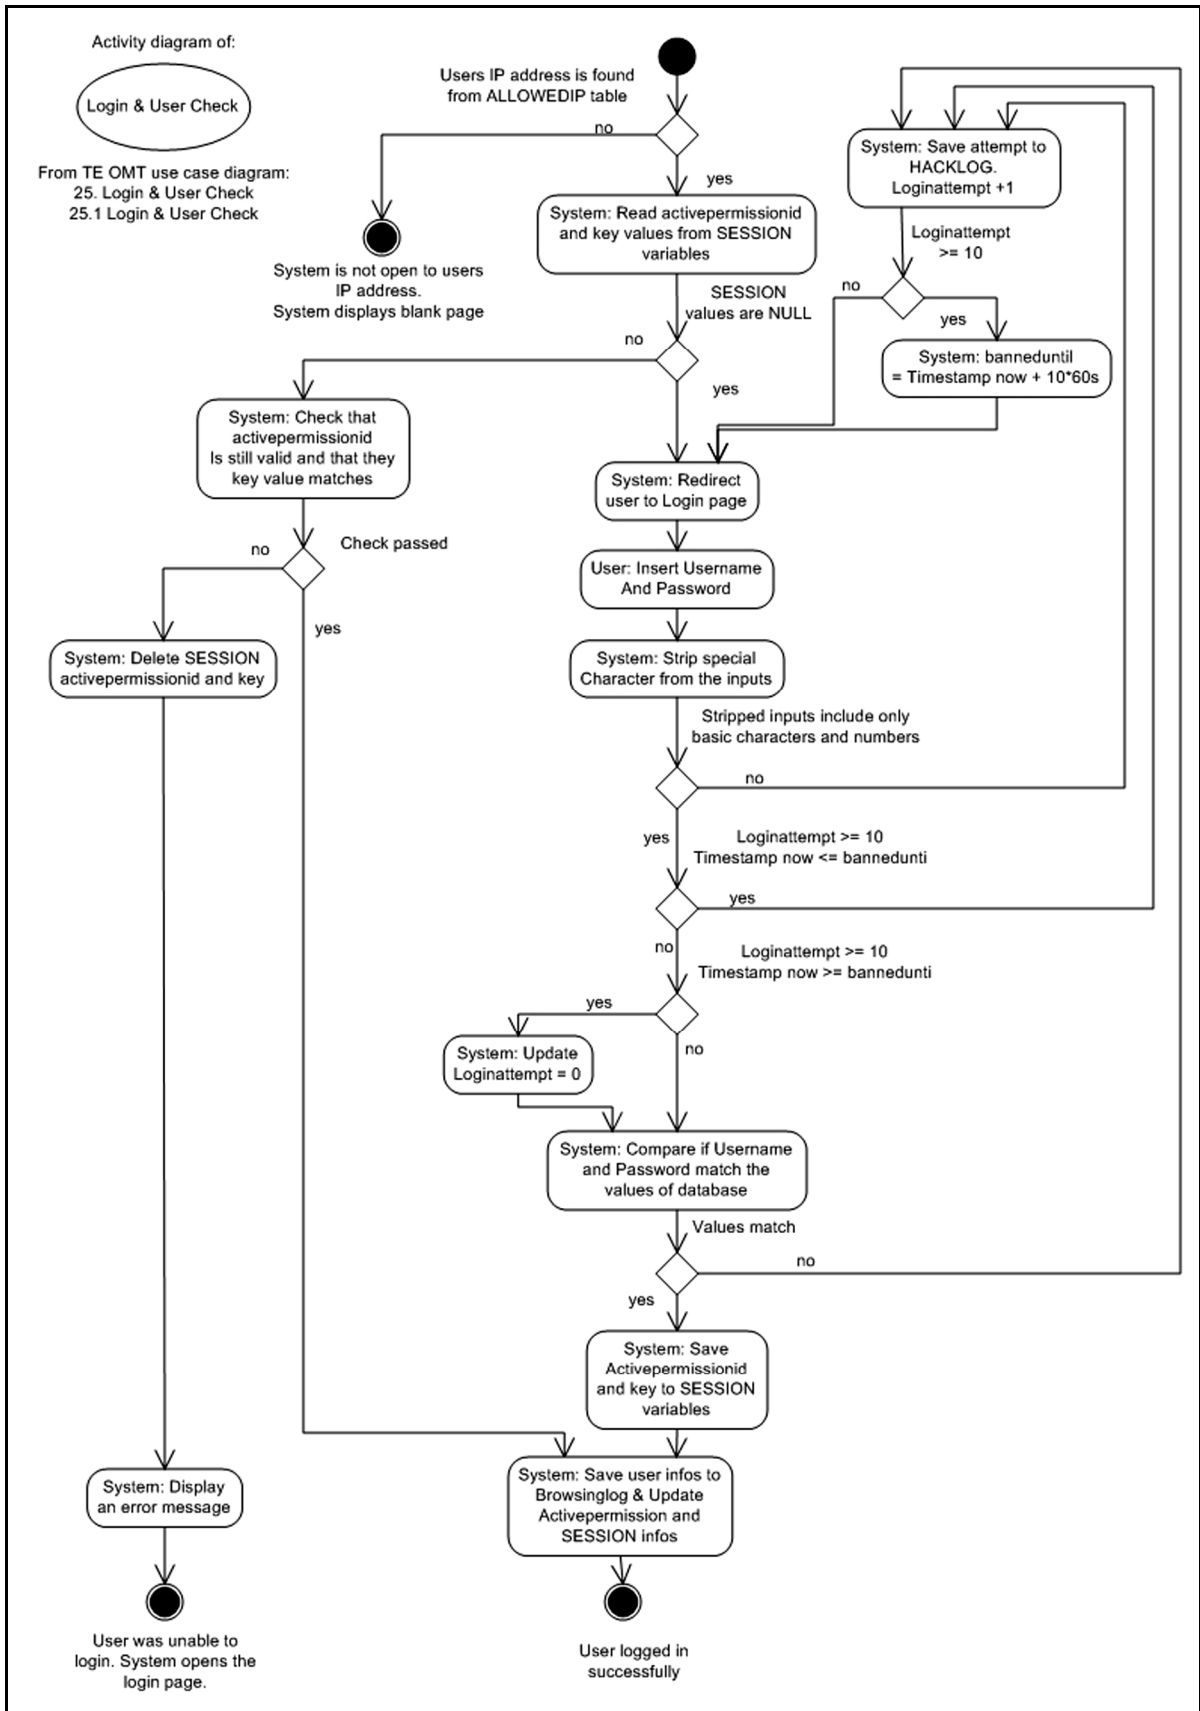 Activity diagram of:
Login & User Check
From TE OMT use case diagram:
25. Login & User Check
25.1 Login & User Check
Users IP address is found
from ALLOWEDIP table
no
yes
System is not open to users
IP address.
System displays blank page
System: Read activepermissionid
and key values from SESSION
variables
SESSION
values are NULL
System: Save attempt to
HACKLOG.
Loginattempt +1
Loginattempt
>= 10
no
yes
System: banneduntil
= Timestamp now + 10*60s
no
yes
System: Check that
activepermissionid
Is still valid and that they
key value matches
System: Redirect
user to Login page
Check passed
no
yes
User: Insert Username
And Password
System: Delete SESSION
activepermissionid and key
System: Strip special
Character from the inputs
Stripped inputs include only
basic characters and numbers
no
yes
Loginattempt >= 10
Timestamp now <= bannedunti
yes
no
Loginattempt >= 10
Timestamp now >= bannedunti
yes
no
System: Update
Loginattempt = 0
System: Compare if Username
and Password match the
values of database
Values match
no
yes
System: Save
Activepermissionid
and key to SESSION
variables
System: Display
an error message
System: Save user infos to
Browsinglog & Update
Activepermission and
SESSION infos
User was unable to
login. System opens the
login page.
User logged in
successfully